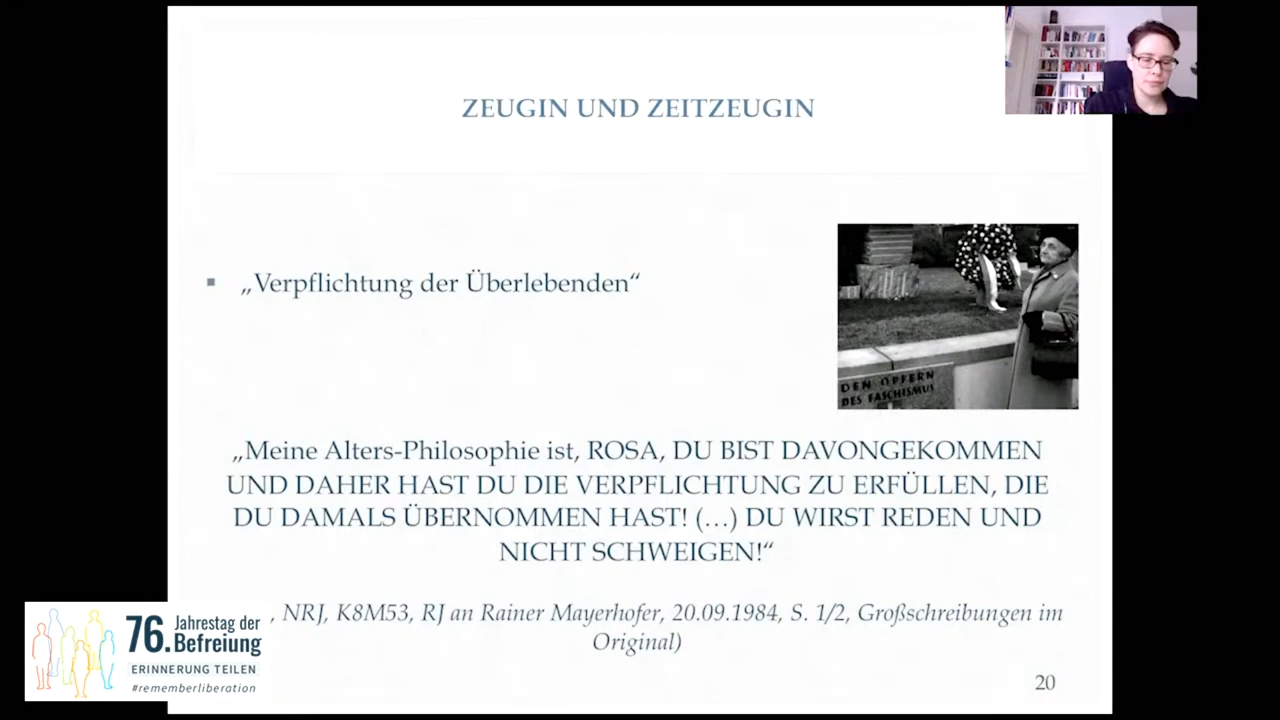 ZEUGIN UND ZEITZEUGIN
„Verpflichtung der Überlebenden“
DEN OPFERN
DES FASCHISMUS
„Meine Alters-Philosophie ist, ROSA, DU BIST DAVONGEKOMMEN
UND DAHER HAST DU DIE VERPFLICHTUNG ZU ERFÜLLEN, DIE
DU DAMALS ÜBERNOMMEN HAST! (…) DU WIRST REDEN UND
NICHT SCHWEIGEN!“
, NRJ, K8M53, RJ an Rainer Mayerhofer, 20.09.1984, S. 1/2, Großschreibungen im
Original)
76. Jahrestag der
Befreiung
ERINNERUNG TEILEN
#rememberliberation
20